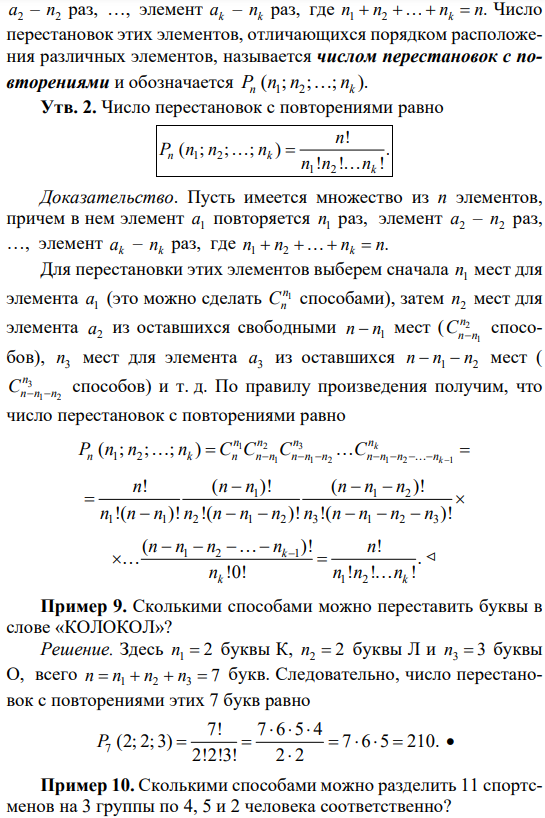 a₂ – n₂ раз, …, элемент aₖ – nₖ раз, где n₁ + n₂ + … + nₖ = n. Число
перестановок этих элементов, отличающихся порядком расположе-
ния различных элементов, называется числом перестановок с по-
вторениями и обозначается Pₙ (n₁; n₂; …; nₖ).
Утв. 2. Число перестановок с повторениями равно
Pₙ (n₁; n₂; …; nₖ) = n! / (n₁! n₂! … nₖ!).
Доказательство. Пусть имеется множество из n элементов,
причем в нем элемент a₁ повторяется n₁ раз, элемент a₂ – n₂ раз,
…, элемент aₖ – nₖ раз, где n₁ + n₂ + … + nₖ = n.
Для перестановки этих элементов выберем сначала n₁ мест для
элемента a₁ (это можно сделать C_n^{n₁} способами), затем n₂ мест для
элемента a₂ из оставшихся свободными n – n₁ мест (C_{n–n₁}^{n₂} спосо-
бов), n₃ мест для элемента a₃ из оставшихся n – n₁ – n₂ мест (
C_{n–n₁–n₂}^{n₃} способов) и т. д. По правилу произведения получим, что
число перестановок с повторениями равно
Pₙ (n₁; n₂; …; nₖ) = C_n^{n₁} C_{n–n₁}^{n₂} C_{n–n₁–n₂}^{n₃} … C_{n–n₁–n₂–…–n_{k–1}}^{nₖ} =
= n! / (n₁!(n – n₁)!) (n – n₁)! / (n₂!(n – n₁ – n₂)!) (n – n₁ – n₂)! / (n₃!(n – n₁ – n₂ – n₃)!) ×
× … (n – n₁ – n₂ – … – n_{k–1})! / (nₖ! 0!) = n! / (n₁! n₂! … nₖ!). ◁
Пример 9. Сколькими способами можно переставить буквы в
слове «КОЛОКОЛ»?
Решение. Здесь n₁ = 2 буквы К, n₂ = 2 буквы Л и n₃ = 3 буквы
О, всего n = n₁ + n₂ + n₃ = 7 букв. Следовательно, число перестано-
вок с повторениями этих 7 букв равно
P₇ (2; 2; 3) = 7! / (2!2!3!) = (7 · 6 · 5 · 4) / (2 · 2) = 7 · 6 · 5 = 210. •
Пример 10. Сколькими способами можно разделить 11 спортс-
менов на 3 группы по 4, 5 и 2 человека соответственно?